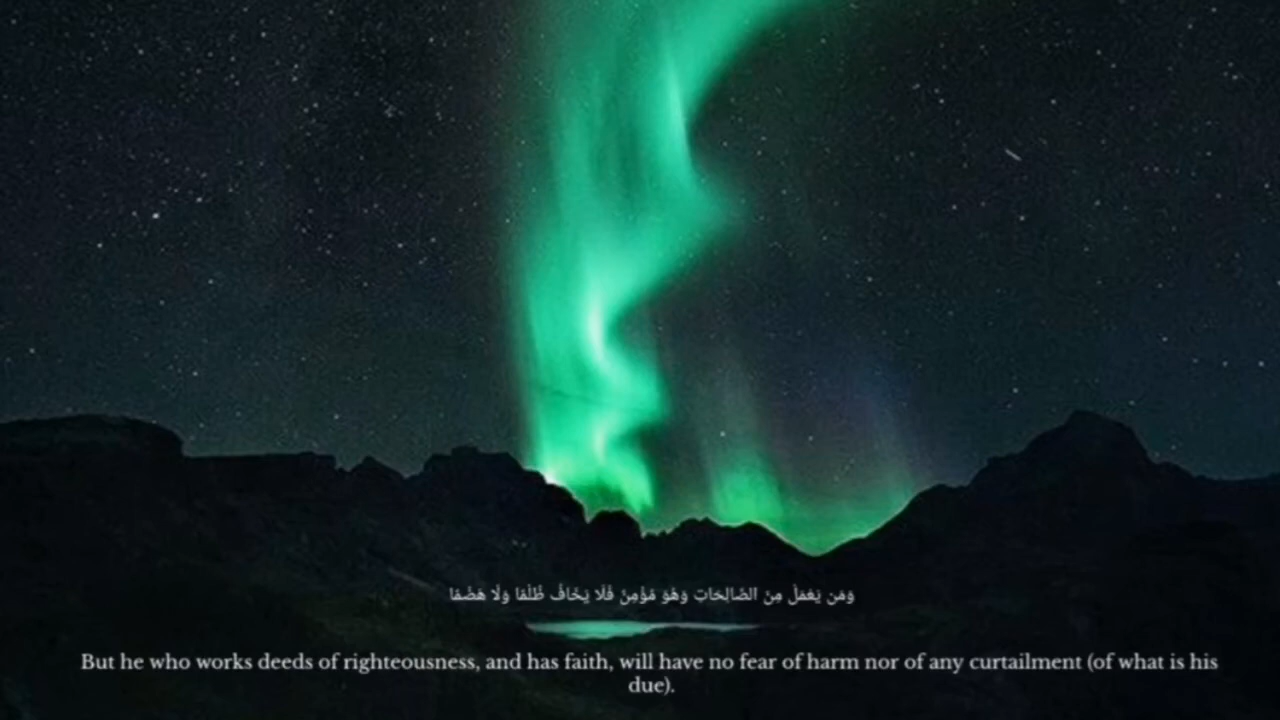 وَمَن يَعْمَلْ مِنَ الصَّالِحَاتِ وَهُوَ مُؤْمِنٌ فَلَا يَخَافُ ظُلْمًا وَلَا هَضْمًا
But he who works deeds of righteousness, and has faith, will have no fear of harm nor of any curtailment (of what is his
due).